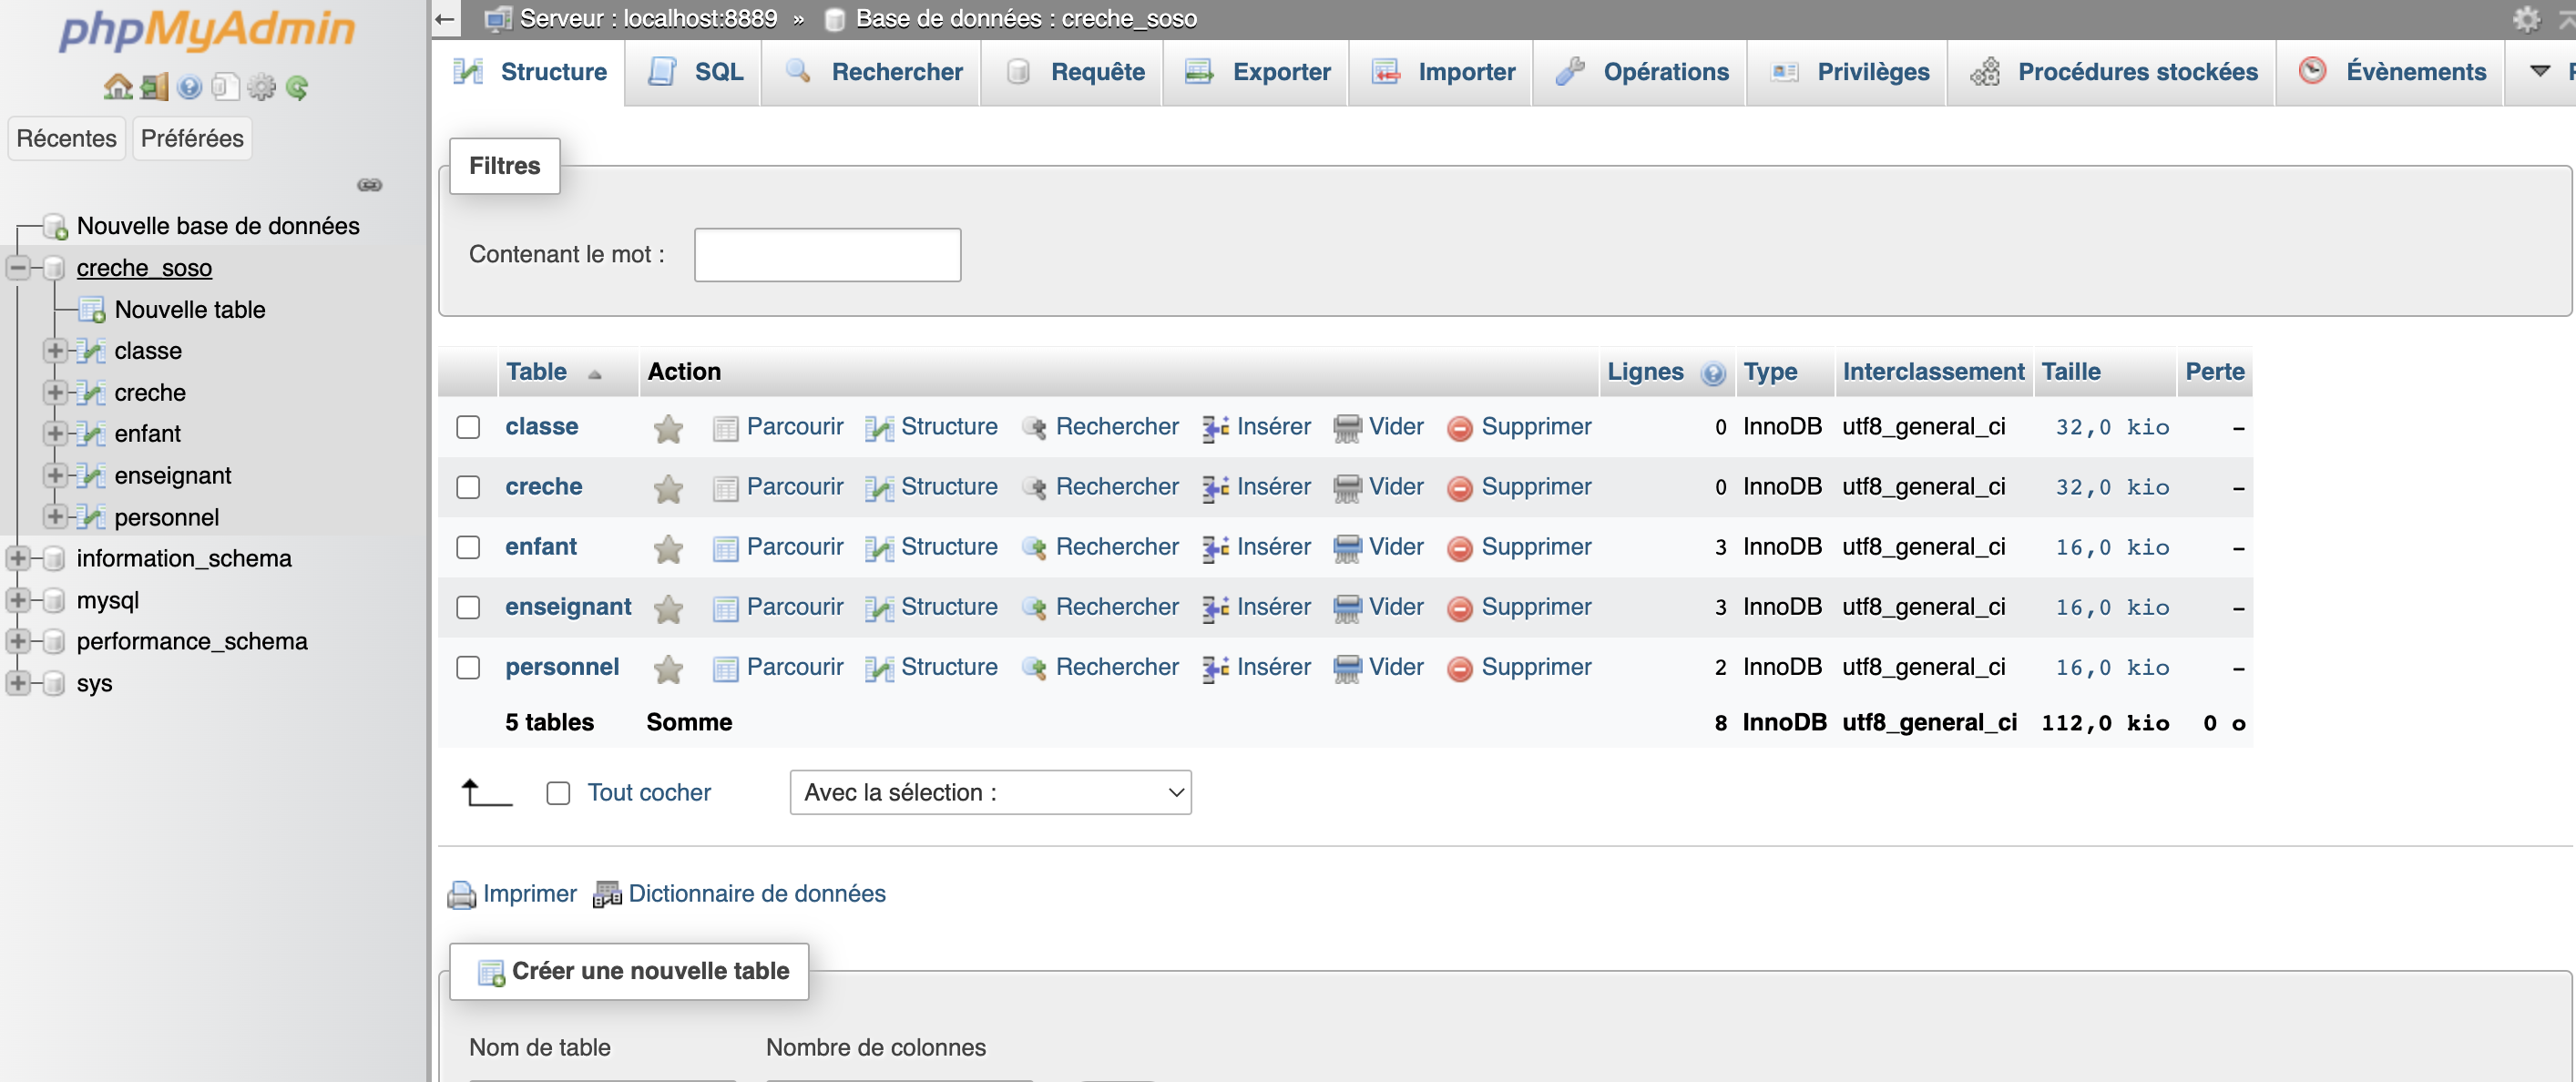 phpMyAdmin
Récentes Préférées
Nouvelle base de données
creche_soso
Nouvelle table
classe
creche
enfant
enseignant
personnel
information_schema
mysql
performance_schema
sys
Serveur : localhost:8889 » Base de données : creche_soso
Structure SQL Rechercher Requête Exporter Importer Opérations Privilèges Procédures stockées Évènements
Filtres
Contenant le mot :
Table Action Lignes Type Interclassement Taille Perte
classe Parcourir Structure Rechercher Insérer Vider Supprimer 0 InnoDB utf8_general_ci 32,0 kio –
creche Parcourir Structure Rechercher Insérer Vider Supprimer 0 InnoDB utf8_general_ci 32,0 kio –
enfant Parcourir Structure Rechercher Insérer Vider Supprimer 3 InnoDB utf8_general_ci 16,0 kio –
enseignant Parcourir Structure Rechercher Insérer Vider Supprimer 3 InnoDB utf8_general_ci 16,0 kio –
personnel Parcourir Structure Rechercher Insérer Vider Supprimer 2 InnoDB utf8_general_ci 16,0 kio –
5 tables Somme 8 InnoDB utf8_general_ci 112,0 kio 0 o
Tout cocher Avec la sélection :
Imprimer Dictionnaire de données
Créer une nouvelle table
Nom de table Nombre de colonnes